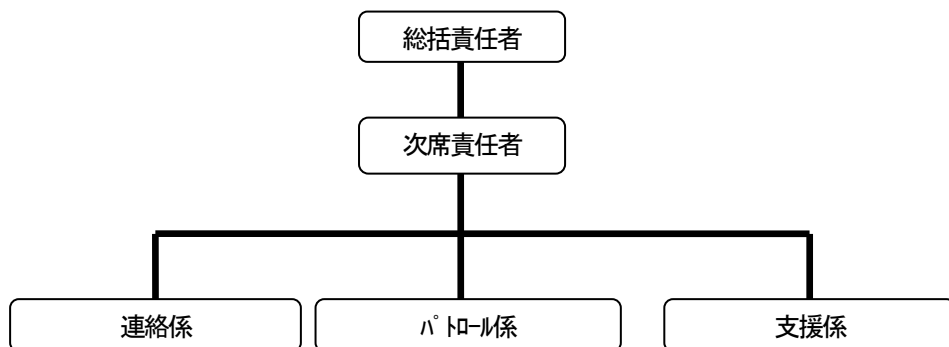 総括責任者
次席責任者
連絡係
ﾊﾟﾄﾛｰﾙ係
支援係